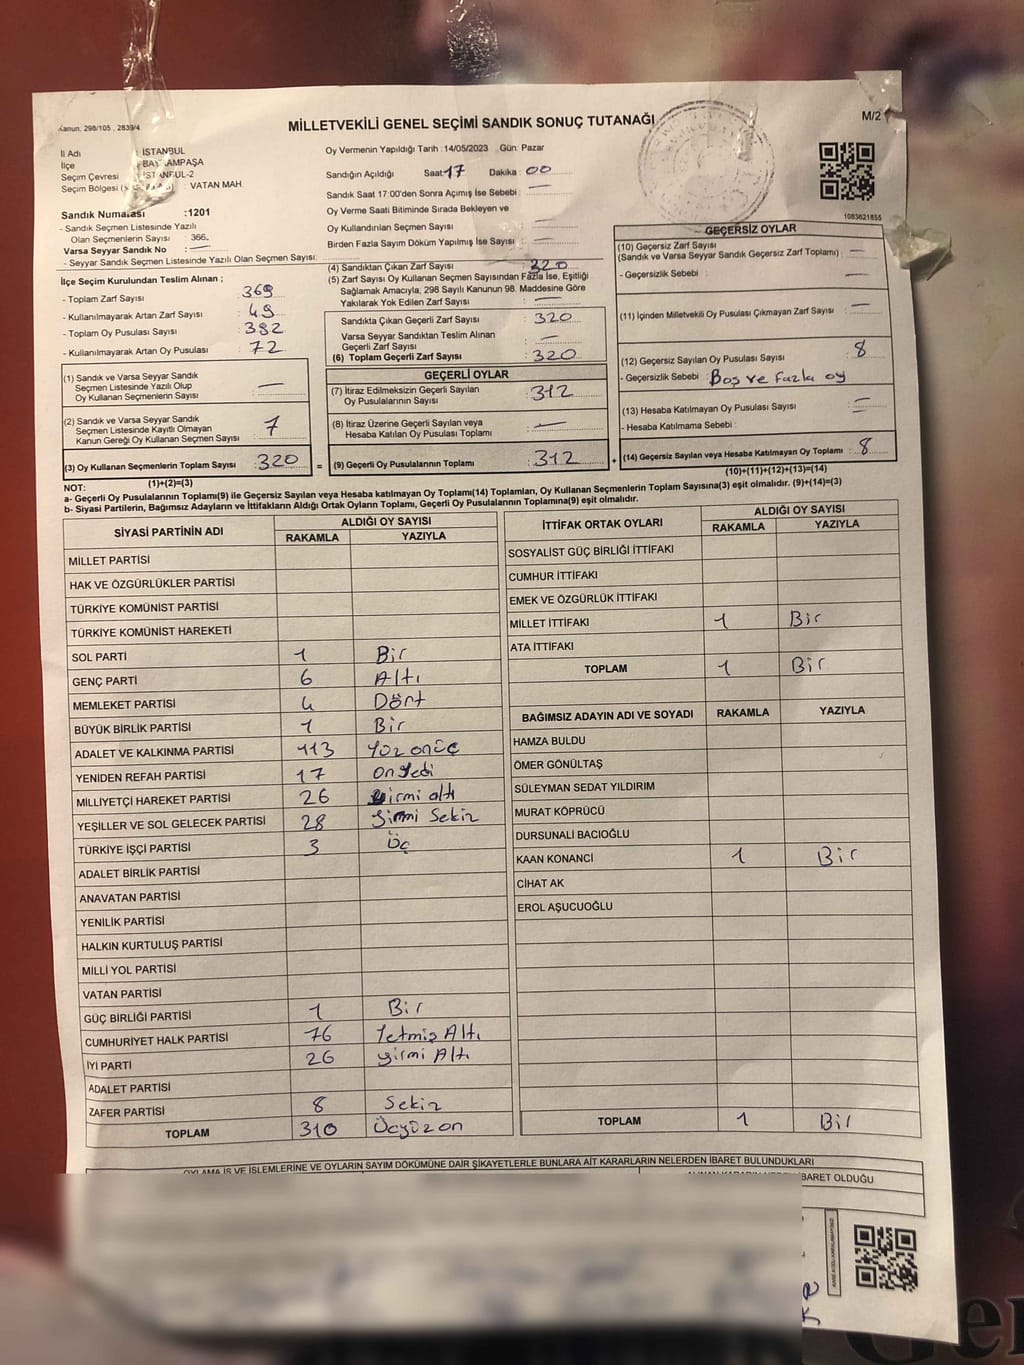 Kanun; 298/105 , 2839/4
MİLLETVEKİLİ GENEL SEÇİMİ SANDIK SONUÇ TUTANAĞI
M/2
İl Adı : İSTANBUL
İlçe : BAYRAMPAŞA
Seçim Çevresi : İSTANBUL-2
Seçim Bölgesi : VATAN MAH.
Oy Vermenin Yapıldığı Tarih : 14/05/2023 Gün: Pazar
Sandığın Açıldığı Saat 17 Dakika : 00
Sandık Saat 17:00'den Sonra Açımış İse Sebebi : —
Oy Verme Saati Bitiminde Sırada Bekleyen ve
Oy Kullandırılan Seçmen Sayısı : —
Birden Fazla Sayım Döküm Yapılmış İse Sayısı : —
1083621855
Sandık Numarası :1201
- Sandık Seçmen Listesinde Yazılı
Olan Seçmenlerin Sayısı : 366
Varsa Seyyar Sandık No : —
- Seyyar Sandık Seçmen Listesinde Yazılı Olan Seçmen Sayısı:
İlçe Seçim Kurulundan Teslim Alınan ;
- Toplam Zarf Sayısı : 369
- Kullanılmayarak Artan Zarf Sayısı : 49
- Toplam Oy Pusulası Sayısı : 392
- Kullanılmayarak Artan Oy Pusulası : 72
(1) Sandık ve Varsa Seyyar Sandık
Seçmen Listesinde Yazılı Olup
Oy Kullanan Seçmenlerin Sayısı : —
(2) Sandık ve Varsa Seyyar Sandık
Seçmen Listesinde Kayıtlı Olmayan
Kanun Gereği Oy Kullanan Seçmen Sayısı : 7
(3) Oy Kullanan Seçmenlerin Toplam Sayısı : 320
(1)+(2)=(3)
(4) Sandıktan Çıkan Zarf Sayısı : 320
(5) Zarf Sayısı Oy Kullanan Seçmen Sayısından Fazla İse, Eşitliği
Sağlamak Amacıyla; 298 Sayılı Kanunun 98. Maddesine Göre
Yakılarak Yok Edilen Zarf Sayısı : —
Sandıkta Çıkan Geçerli Zarf Sayısı : 320
Varsa Seyyar Sandıktan Teslim Alınan
Geçerli Zarf Sayısı : —
(6) Toplam Geçerli Zarf Sayısı : 320
GEÇERLİ OYLAR
(7) İtiraz Edilmeksizin Geçerli Sayılan
Oy Pusulalarının Sayısı : 312
(8) İtiraz Üzerine Geçerli Sayılan veya
Hesaba Katılan Oy Pusulası Toplamı : —
= (9) Geçerli Oy Pusulalarının Toplamı : 312 +
GEÇERSİZ OYLAR
(10) Geçersiz Zarf Sayısı
(Sandık ve Varsa Seyyar Sandık Geçersiz Zarf Toplamı) : —
- Geçersizlik Sebebi : —
(11) İçinden Milletvekili Oy Pusulası Çıkmayan Zarf Sayısı : —
(12) Geçersiz Sayılan Oy Pusulası Sayısı : 8
- Geçersizlik Sebebi : Boş ve Fazla oy
(13) Hesaba Katılmayan Oy Pusulası Sayısı : —
- Hesaba Katılmama Sebebi : —
(14) Geçersiz Sayılan veya Hesaba Katılmayan Oy Toplamı : 8
(10)+(11)+(12)+(13)=(14)
NOT:
a- Geçerli Oy Pusulalarının Toplamı(9) ile Geçersiz Sayılan veya Hesaba katılmayan Oy Toplamı(14) Toplamları, Oy Kullanan Seçmenlerin Toplam Sayısına(3) eşit olmalıdır. (9)+(14)=(3)
b- Siyasi Partilerin, Bağımsız Adayların ve İttifakların Aldığı Ortak Oyların Toplamı, Geçerli Oy Pusulalarının Toplamına(9) eşit olmalıdır.
SİYASİ PARTİNİN ADI ALDIĞI OY SAYISI
RAKAMLA YAZIYLA
MİLLET PARTİSİ
HAK VE ÖZGÜRLÜKLER PARTİSİ
TÜRKİYE KOMÜNİST PARTİSİ
TÜRKİYE KOMÜNİST HAREKETİ
SOL PARTİ 1 Bir
GENÇ PARTİ 6 Altı
MEMLEKET PARTİSİ 4 Dört
BÜYÜK BİRLİK PARTİSİ 1 Bir
ADALET VE KALKINMA PARTİSİ 113 Yüz onüç
YENİDEN REFAH PARTİSİ 17 on yedi
MİLLİYETÇİ HAREKET PARTİSİ 26 yirmi altı
YEŞİLLER VE SOL GELECEK PARTİSİ 28 yirmi Sekiz
TÜRKİYE İŞÇİ PARTİSİ 3 Üç
ADALET BİRLİK PARTİSİ
ANAVATAN PARTİSİ
YENİLİK PARTİSİ
HALKIN KURTULUŞ PARTİSİ
MİLLİ YOL PARTİSİ
VATAN PARTİSİ
GÜÇ BİRLİĞİ PARTİSİ 1 Bir
CUMHURİYET HALK PARTİSİ 76 Yetmiş Altı
İYİ PARTİ 26 yirmi Altı
ADALET PARTİSİ
ZAFER PARTİSİ 8 Sekiz
TOPLAM 310 Üçyüz on
İTTİFAK ORTAK OYLARI ALDIĞI OY SAYISI
RAKAMLA YAZIYLA
SOSYALİST GÜÇ BİRLİĞİ İTTİFAKI
CUMHUR İTTİFAKI
EMEK VE ÖZGÜRLÜK İTTİFAKI
MİLLET İTTİFAKI 1 Bir
ATA İTTİFAKI
TOPLAM 1 Bir
BAĞIMSIZ ADAYIN ADI VE SOYADI RAKAMLA YAZIYLA
HAMZA BULDU
ÖMER GÖNÜLTAŞ
SÜLEYMAN SEDAT YILDIRIM
MURAT KÖPRÜCÜ
DURSUNALİ BACIOĞLU
KAAN KONANCİ 1 Bir
CİHAT AK
EROL AŞUCUOĞLU
TOPLAM 1 Bir
OYLAMA İŞ VE İŞLEMLERİNE VE OYLARIN SAYIM DÖKÜMÜNE DAİR ŞİKAYETLERLE BUNLARA AİT KARARLARIN NELERDEN İBARET BULUNDUKLARI
İBARET OLDUĞU
Ge